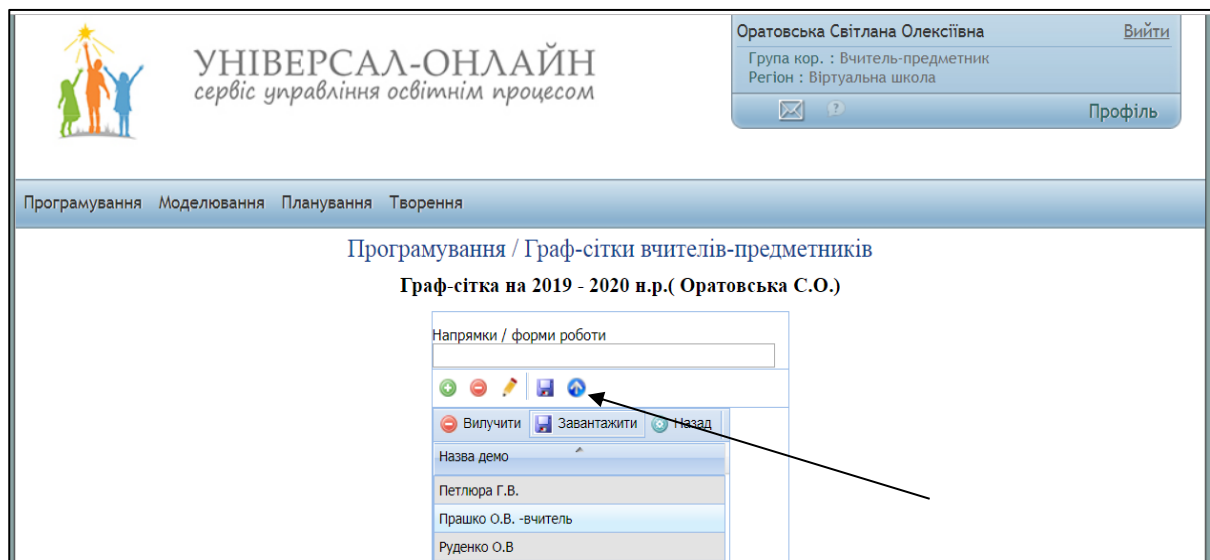 УНІВЕРСАЛ-ОНЛАЙН
сервіс управління освітнім процесом
Оратовська Світлана Олексіївна Вийти
Група кор. : Вчитель-предметник
Регіон : Віртуальна школа
Профіль
Програмування Моделювання Планування Творення
Програмування / Граф-сітки вчителів-предметників
Граф-сітка на 2019 - 2020 н.р.( Оратовська С.О.)
Напрямки / форми роботи
Вилучити Завантажити Назад
Назва демо
Петлюра Г.В.
Прашко О.В. -вчитель
Руденко О.В